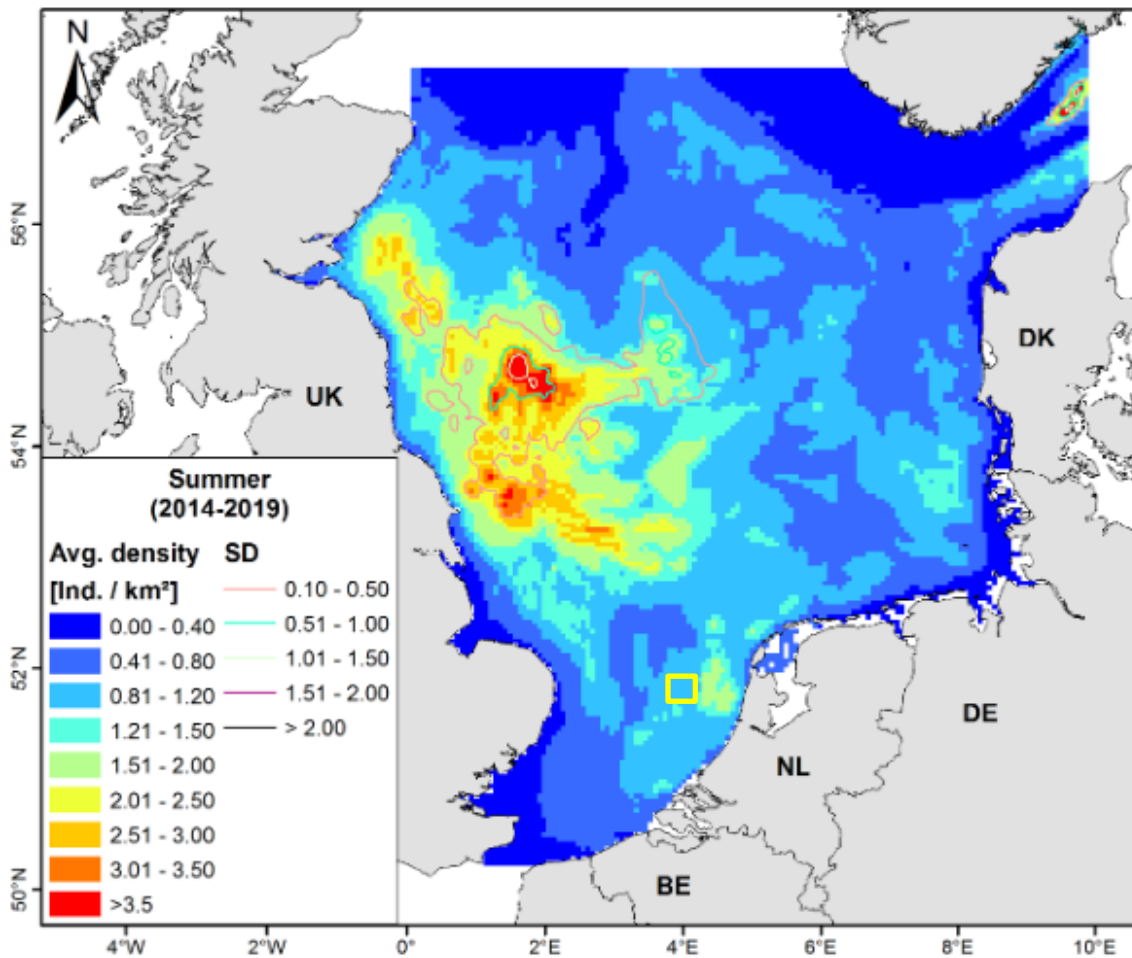 N
56°N
54°N
52°N
50°N
UK
DK
DE
NL
BE
Summer
(2014-2019)
Avg. density SD
[Ind. / km²]
0.00 - 0.40
0.41 - 0.80
0.81 - 1.20
1.21 - 1.50
1.51 - 2.00
2.01 - 2.50
2.51 - 3.00
3.01 - 3.50
>3.5
0.10 - 0.50
0.51 - 1.00
1.01 - 1.50
1.51 - 2.00
> 2.00
4°W 2°W 0° 2°E 4°E 6°E 8°E 10°E